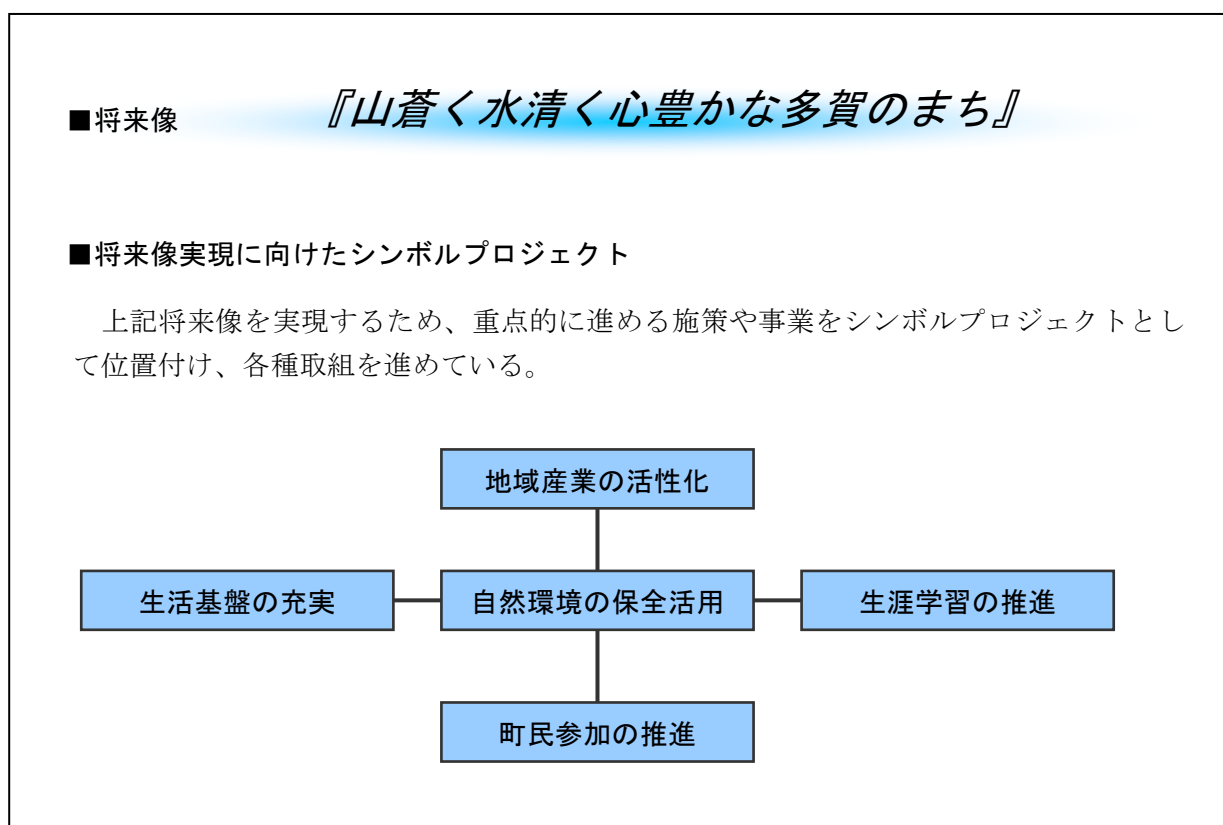 ■将来像
『山蒼く水清く心豊かな多賀のまち』
■将来像実現に向けたシンボルプロジェクト
上記将来像を実現するため、重点的に進める施策や事業をシンボルプロジェクトとし
て位置付け、各種取組を進めている。
地域産業の活性化
生活基盤の充実
自然環境の保全活用
生涯学習の推進
町民参加の推進